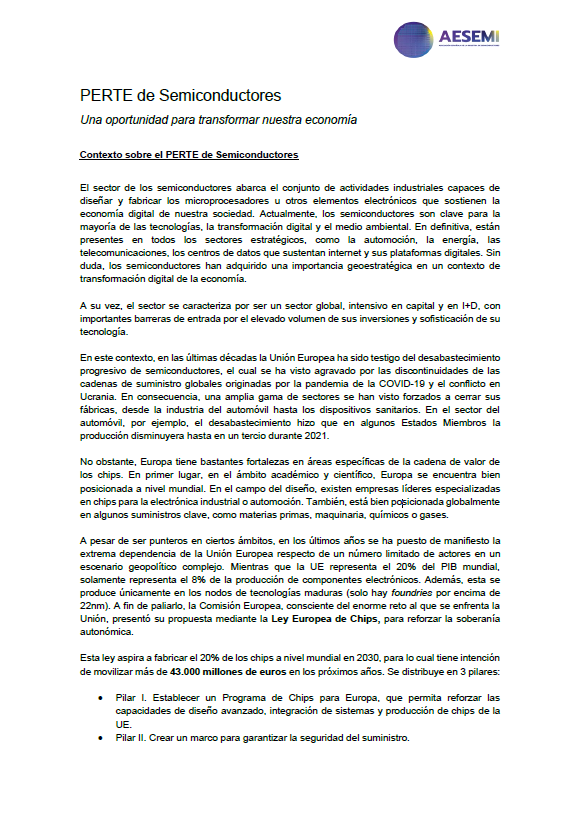 AESEMI
PERTE de Semiconductores
Una oportunidad para transformar nuestra economía
Contexto sobre el PERTE de Semiconductores
El sector de los semiconductores abarca el conjunto de actividades industriales capaces de
diseñar y fabricar los microprocesadores u otros elementos electrónicos que sostienen la
economía digital de nuestra sociedad. Actualmente, los semiconductores son clave para la
mayoría de las tecnologías, la transformación digital y el medio ambiental. En definitiva, están
presentes en todos los sectores estratégicos, como la automoción, la energía, las
telecomunicaciones, los centros de datos que sustentan internet y sus plataformas digitales. Sin
duda, los semiconductores han adquirido una importancia geoestratégica en un contexto de
transformación digital de la economía.
A su vez, el sector se caracteriza por ser un sector global, intensivo en capital y en I+D, con
importantes barreras de entrada por el elevado volumen de sus inversiones y sofisticación de su
tecnología.
En este contexto, en las últimas décadas la Unión Europea ha sido testigo del desabastecimiento
progresivo de semiconductores, el cual se ha visto agravado por las discontinuidades de las
cadenas de suministro globales originadas por la pandemia de la COVID-19 y el conflicto en
Ucrania. En consecuencia, una amplia gama de sectores se han visto forzados a cerrar sus
fábricas, desde la industria del automóvil hasta los dispositivos sanitarios. En el sector del
automóvil, por ejemplo, el desabastecimiento hizo que en algunos Estados Miembros la
producción disminuyera hasta en un tercio durante 2021.
No obstante, Europa tiene bastantes fortalezas en áreas específicas de la cadena de valor de
los chips. En primer lugar, en el ámbito académico y científico, Europa se encuentra bien
posicionada a nivel mundial. En el campo del diseño, existen empresas líderes especializadas
en chips para la electrónica industrial o automoción. También, está bien posicionada globalmente
en algunos suministros clave, como materias primas, maquinaria, químicos o gases.
A pesar de ser punteros en ciertos ámbitos, en los últimos años se ha puesto de manifiesto la
extrema dependencia de la Unión Europea respecto de un número limitado de actores en un
escenario geopolítico complejo. Mientras que la UE representa el 20% del PIB mundial,
solamente representa el 8% de la producción de componentes electrónicos. Además, esta se
produce únicamente en los nodos de tecnologías maduras (solo hay foundries por encima de
22nm). A fin de paliarlo, la Comisión Europea, consciente del enorme reto al que se enfrenta la
Unión, presentó su propuesta mediante la Ley Europea de Chips, para reforzar la soberanía
autonómica.
Esta ley aspira a fabricar el 20% de los chips a nivel mundial en 2030, para lo cual tiene intención
de movilizar más de 43.000 millones de euros en los próximos años. Se distribuye en 3 pilares:
• Pilar I. Establecer un Programa de Chips para Europa, que permita reforzar las
capacidades de diseño avanzado, integración de sistemas y producción de chips de la
UE.
• Pilar II. Crear un marco para garantizar la seguridad del suministro.